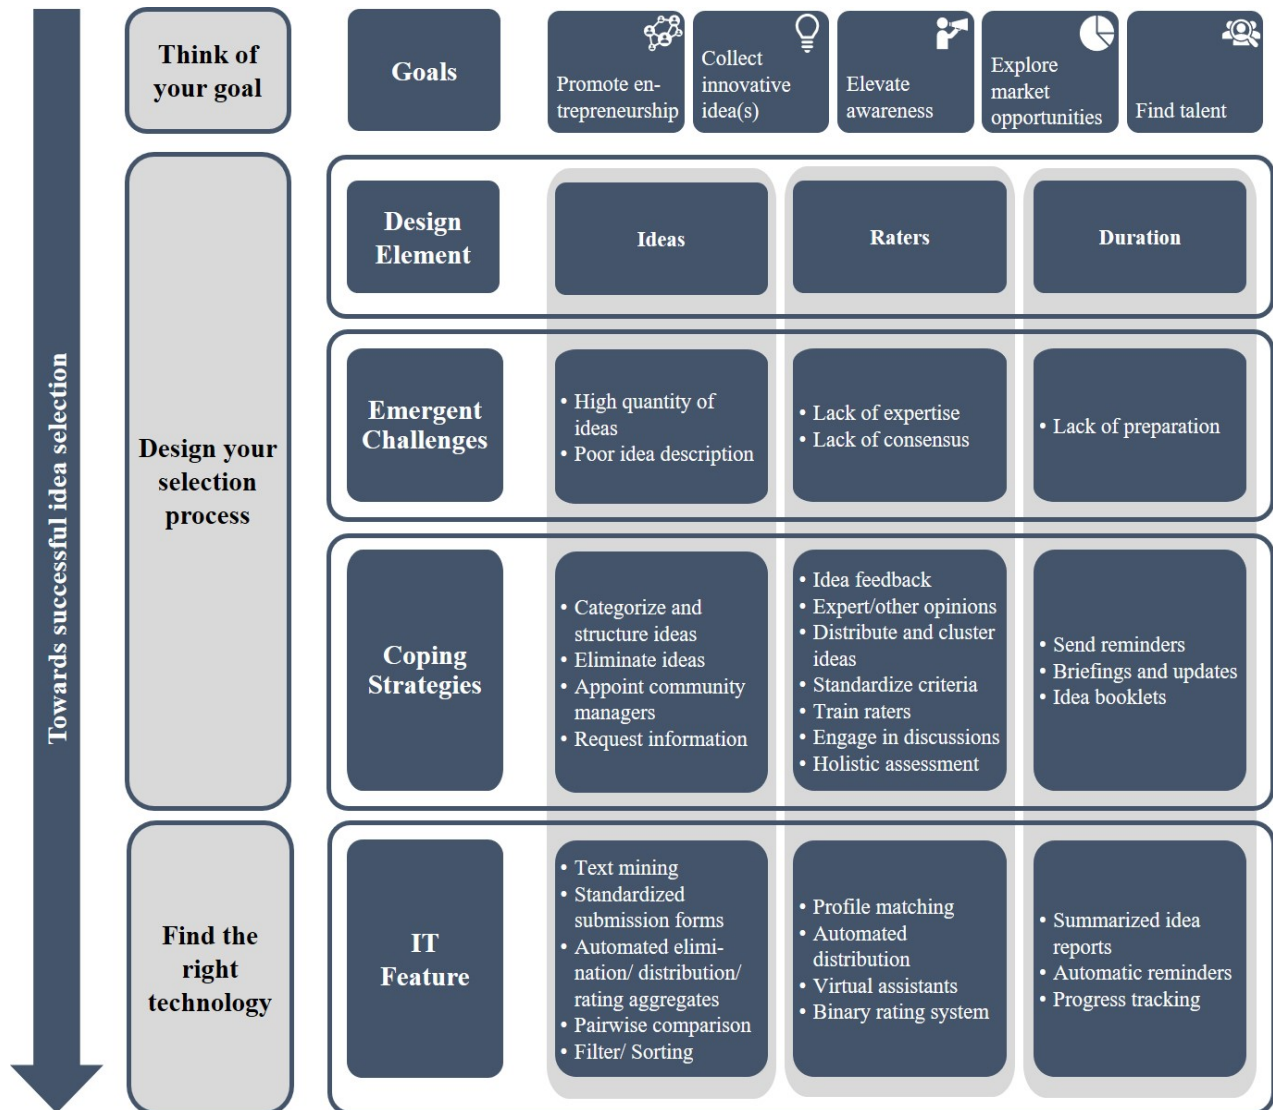 Towards successful idea selection
Think of
your goal
Goals
Promote en-
trepreneurship
Collect
innovative
idea(s)
Elevate
awareness
Explore
market
opportunities
Find talent
Design your
selection
process
Design
Element
Ideas
Raters
Duration
Emergent
Challenges
• High quantity of
ideas
• Poor idea description
• Lack of expertise
• Lack of consensus
• Lack of preparation
Coping
Strategies
• Categorize and
structure ideas
• Eliminate ideas
• Appoint community
managers
• Request information
• Idea feedback
• Expert/other opinions
• Distribute and cluster
ideas
• Standardize criteria
• Train raters
• Engage in discussions
• Holistic assessment
• Send reminders
• Briefings and updates
• Idea booklets
Find the
right
technology
IT
Feature
• Text mining
• Standardized
submission forms
• Automated elimi-
nation/ distribution/
rating aggregates
• Pairwise comparison
• Filter/ Sorting
• Profile matching
• Automated
distribution
• Virtual assistants
• Binary rating system
• Summarized idea
reports
• Automatic reminders
• Progress tracking